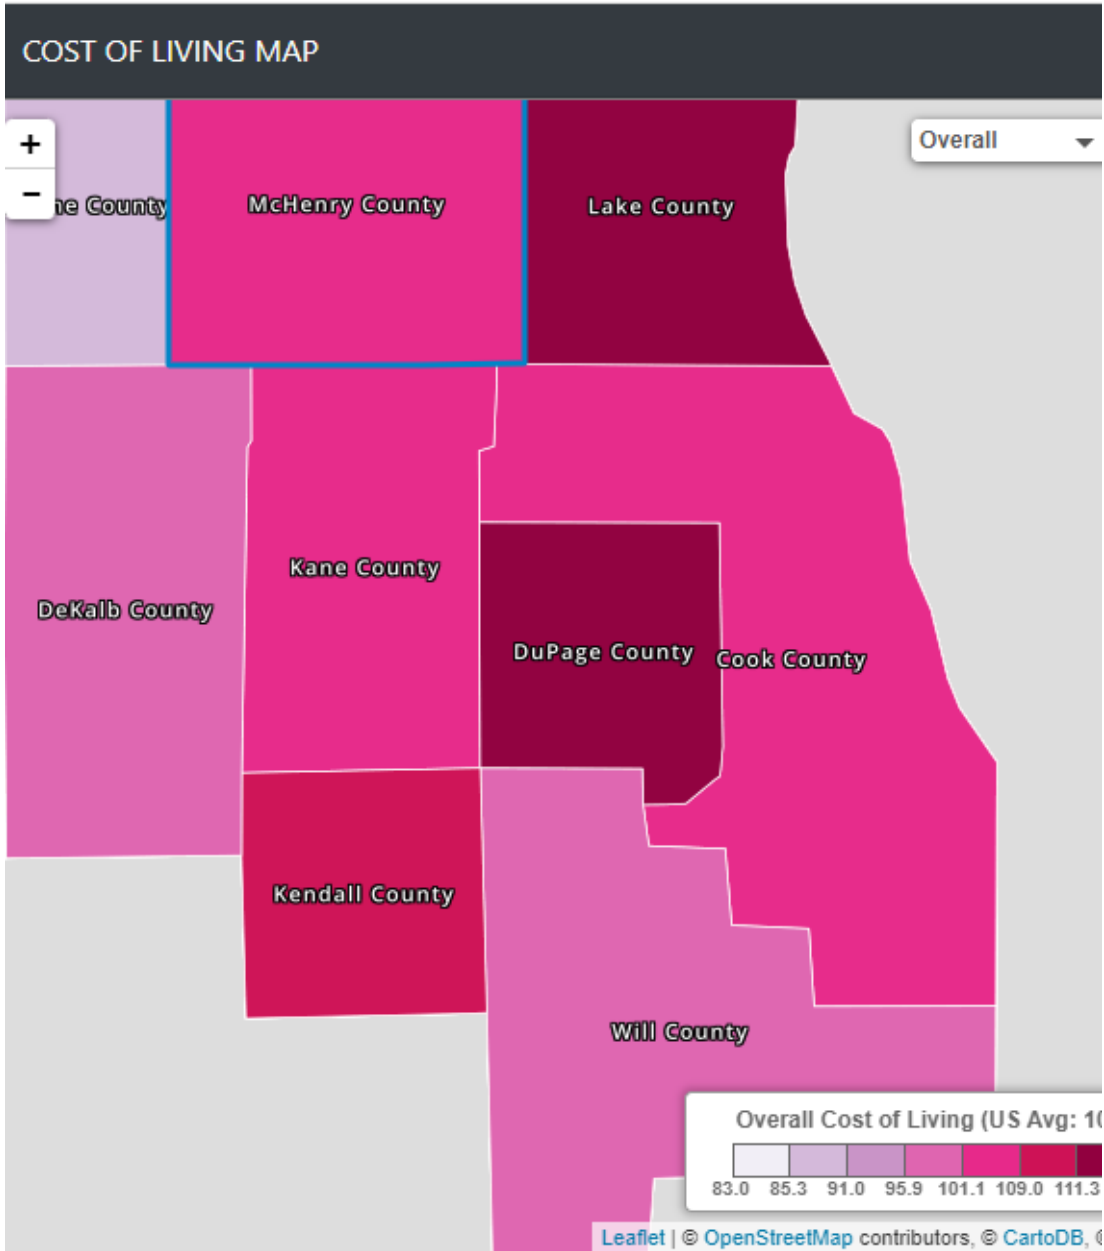 COST OF LIVING MAP
+
Overall
−
ne County
McHenry County
Lake County
Kane County
DeKalb County
DuPage County
Cook County
Kendall County
Will County
Overall Cost of Living (US Avg: 10
83.0 85.3 91.0 95.9 101.1 109.0 111.3
Leaflet | © OpenStreetMap contributors, © CartoDB, ©